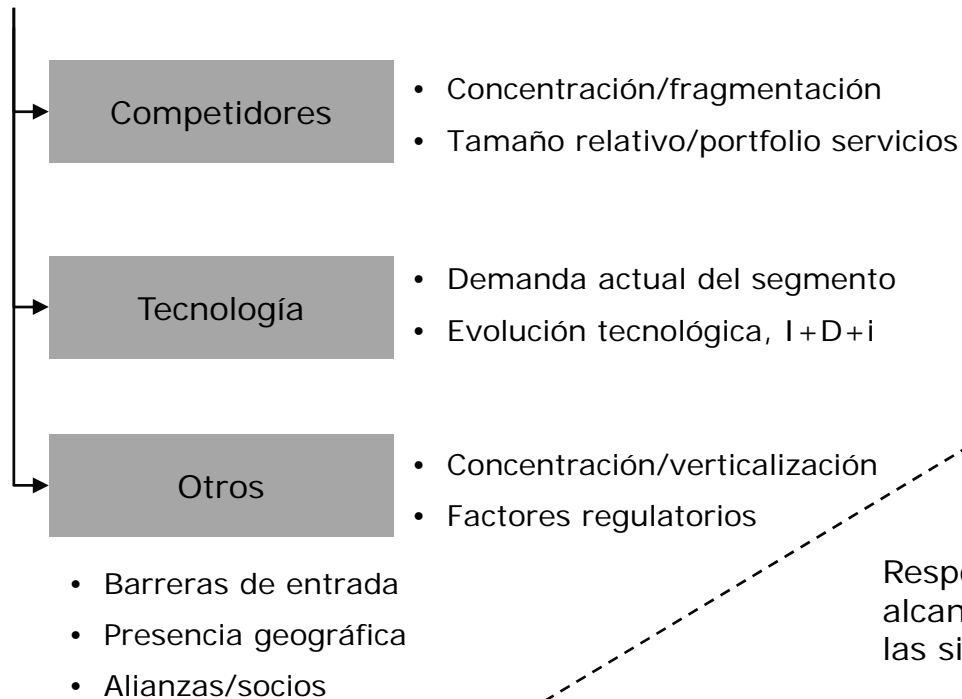 Competidores
• Concentración/fragmentación
• Tamaño relativo/portfolio servicios
Tecnología
• Demanda actual del segmento
• Evolución tecnológica, I+D+i
Otros
• Concentración/verticalización
• Factores regulatorios
• Barreras de entrada
• Presencia geográfica
• Alianzas/socios
las